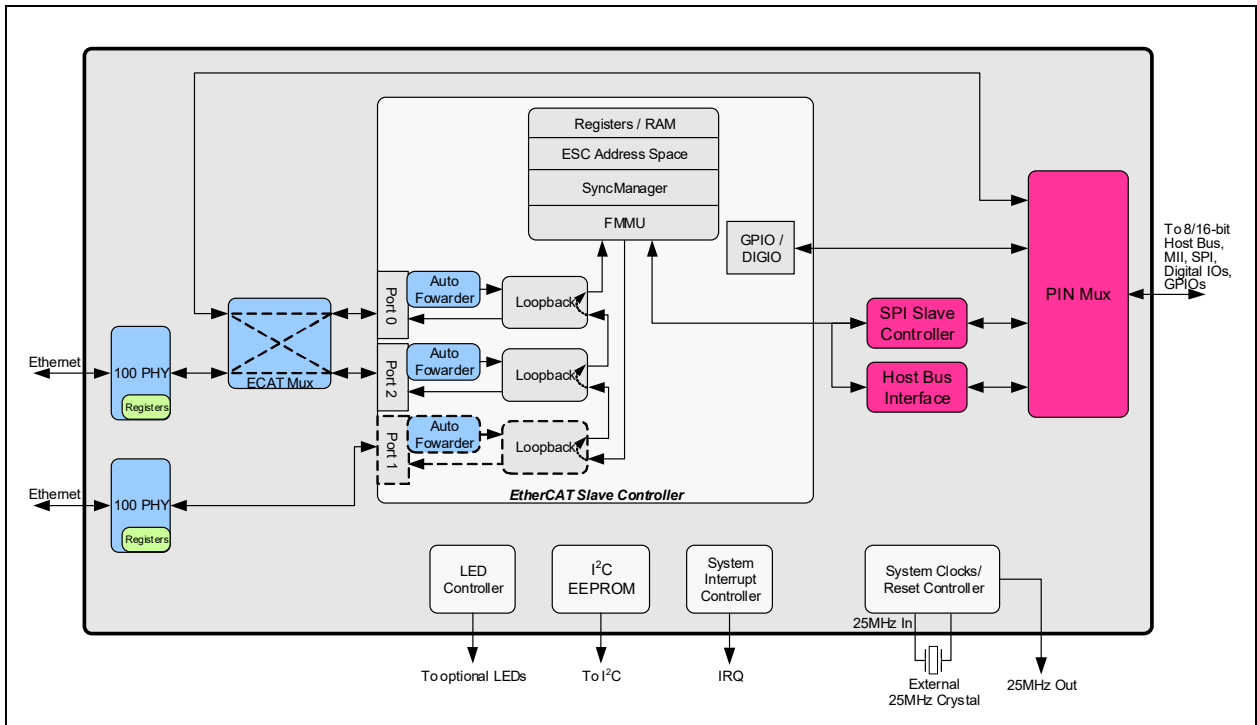 Registers / RAM
ESC Address Space
SyncManager
FMMU
GPIO /
DIGIO
To 8/16-bit
Host Bus,
MII, SPI,
Digital IOs,
GPIOs
PIN Mux
Port 0
Auto
Fowarder
Loopback
SPI Slave
Controller
Ethernet
100 PHY
Registers
ECAT Mux
Port 2
Auto
Fowarder
Loopback
Host Bus
Interface
Port 1
Auto
Fowarder
Loopback
EtherCAT Slave Controller
Ethernet
100 PHY
Registers
LED
Controller
I²C
EEPROM
System
Interrupt
Controller
System Clocks/
Reset Controller
25MHz In
To optional LEDs
To I²C
IRQ
External
25MHz Crystal
25MHz Out